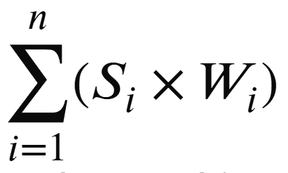 n
∑(Sᵢ × Wᵢ)
i=1